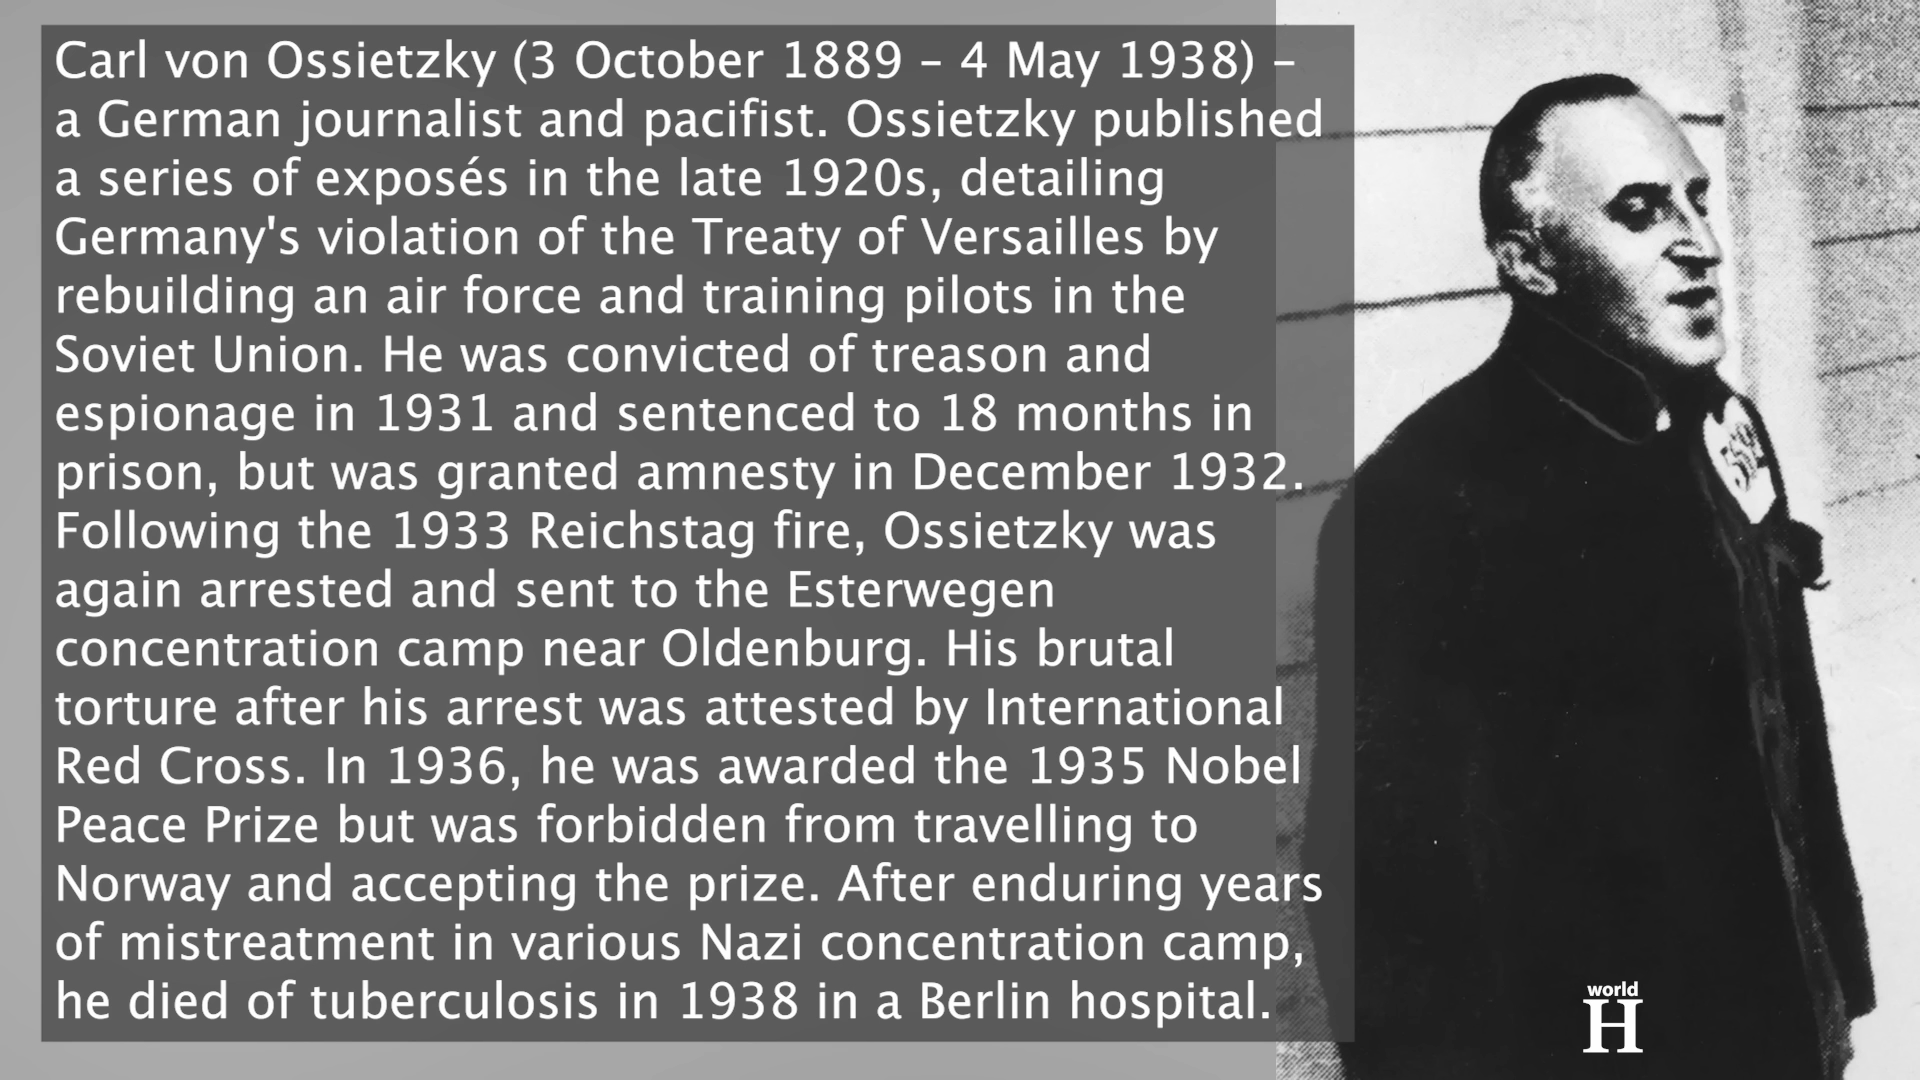 Carl von Ossietzky (3 October 1889 – 4 May 1938) –
a German journalist and pacifist. Ossietzky published
a series of exposés in the late 1920s, detailing
Germany's violation of the Treaty of Versailles by
rebuilding an air force and training pilots in the
Soviet Union. He was convicted of treason and
espionage in 1931 and sentenced to 18 months in
prison, but was granted amnesty in December 1932.
Following the 1933 Reichstag fire, Ossietzky was
again arrested and sent to the Esterwegen
concentration camp near Oldenburg. His brutal
torture after his arrest was attested by International
Red Cross. In 1936, he was awarded the 1935 Nobel
Peace Prize but was forbidden from travelling to
Norway and accepting the prize. After enduring years
of mistreatment in various Nazi concentration camp,
he died of tuberculosis in 1938 in a Berlin hospital.
world
H